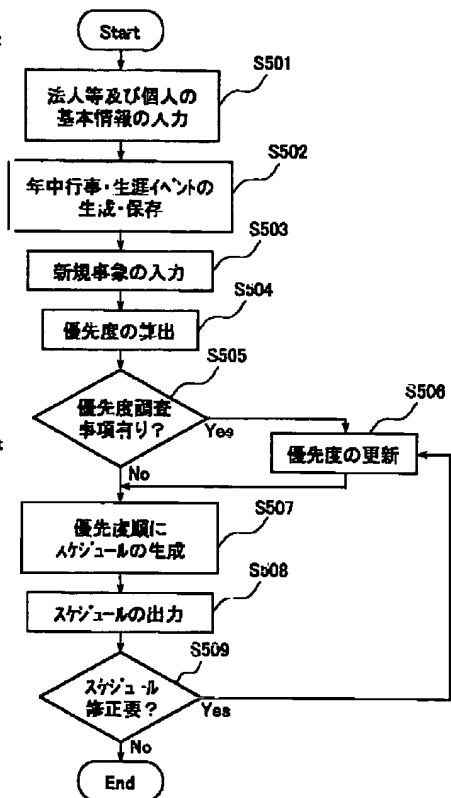 Start
S501
法人等及び個人の
基本情報の入力
S502
年中行事・生涯イベントの
生成・保存
S503
新規事象の入力
S504
優先度の算出
S505
優先度調査
事項有り?
Yes
No
S506
優先度の更新
S507
優先度順に
スケジュールの生成
S508
スケジュールの出力
S509
スケジュール
修正要?
Yes
No
End